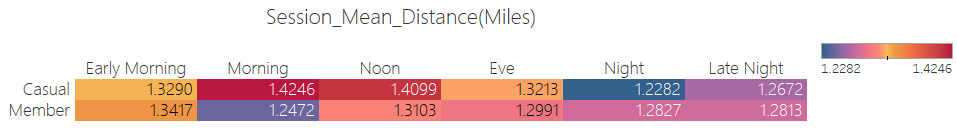 Session_Mean_Distance(Miles)
Early Morning Morning Noon Eve Night Late Night
Casual 1.3290 1.4246 1.4099 1.3213 1.2282 1.2672
Member 1.3417 1.2472 1.3103 1.2991 1.2827 1.2813
1.2282 1.4246